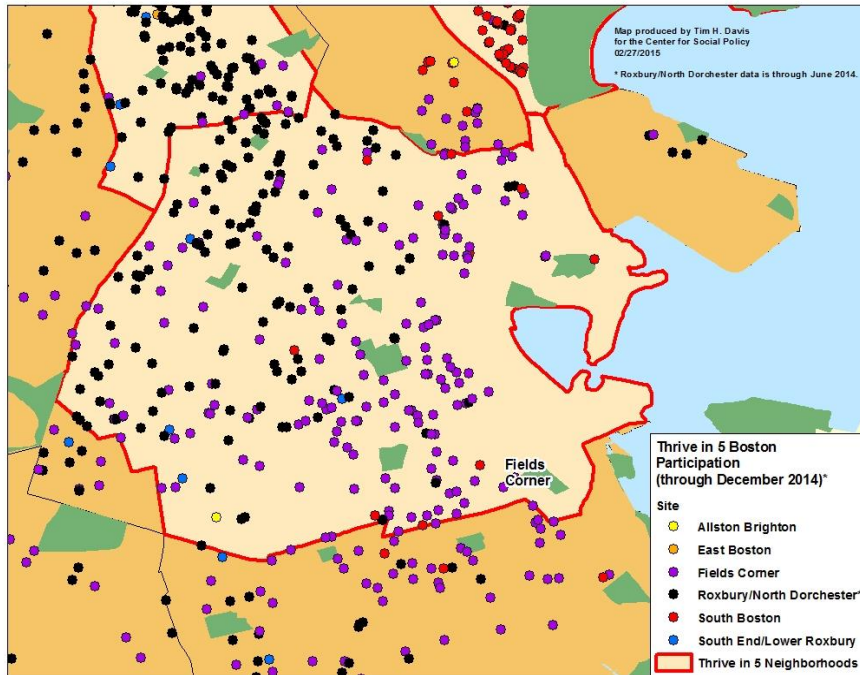 Map produced by Tim H. Davis
for the Center for Social Policy
02/27/2015
* Roxbury/North Dorchester data is through June 2014.
Fields
Corner
Thrive in 5 Boston
Participation
(through December 2014)*
Site
Allston Brighton
East Boston
Fields Corner
Roxbury/North Dorchester*
South Boston
South End/Lower Roxbury
Thrive in 5 Neighborhoods